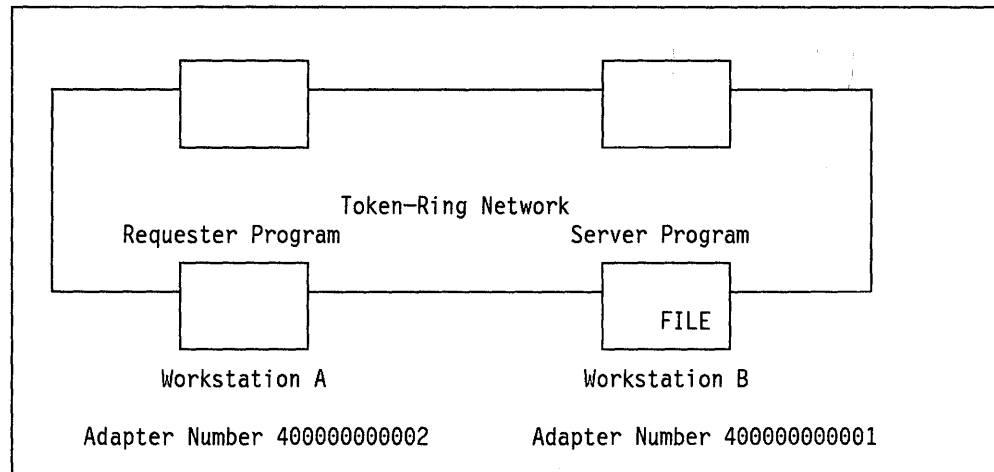 Token-Ring Network
Requester Program
Server Program
FILE
Workstation A
Workstation B
Adapter Number 400000000002
Adapter Number 400000000001